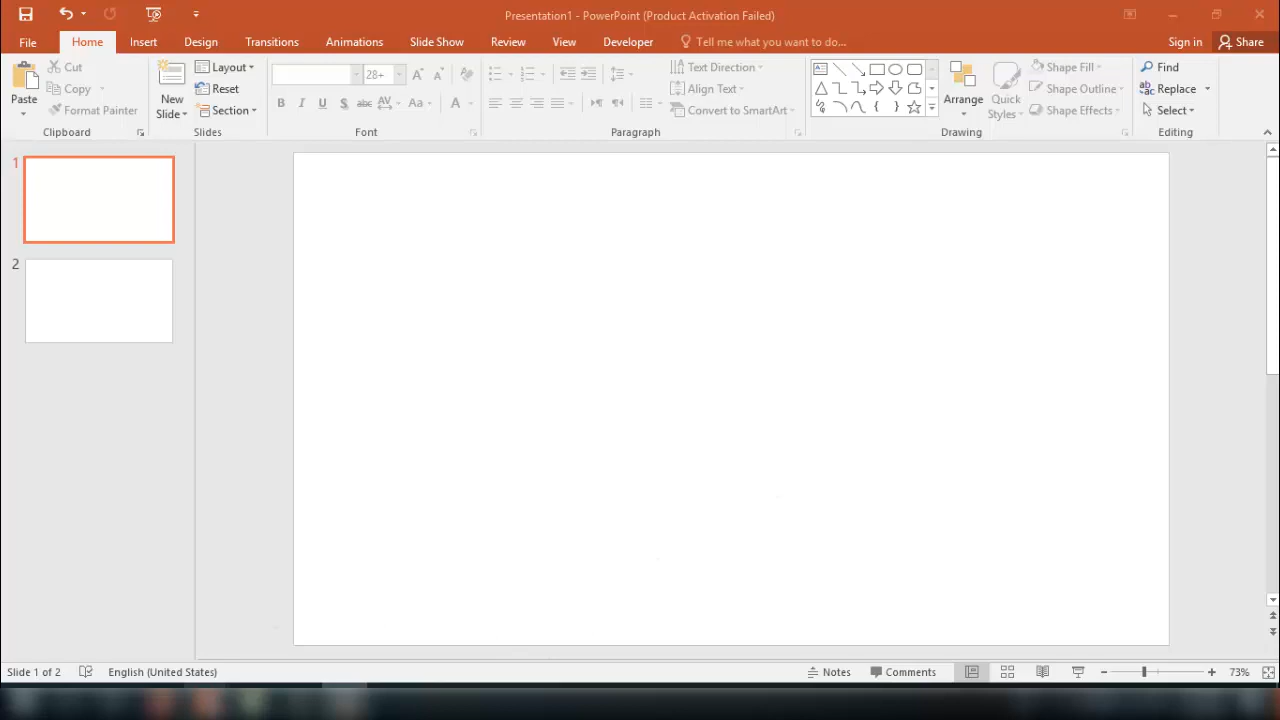 Presentation1 - PowerPoint (Product Activation Failed)
File Home Insert Design Transitions Animations Slide Show Review View Developer Tell me what you want to do... Sign in Share
Paste Cut Copy Format Painter Clipboard
New Slide Layout Reset Section Slides
28+ B I U S abc AV Aa A A A Font
Text Direction Align Text Convert to SmartArt Paragraph
Arrange Quick Styles Shape Fill Shape Outline Shape Effects Drawing
Find Replace Select Editing
1
2
Slide 1 of 2 English (United States) Notes Comments 73%